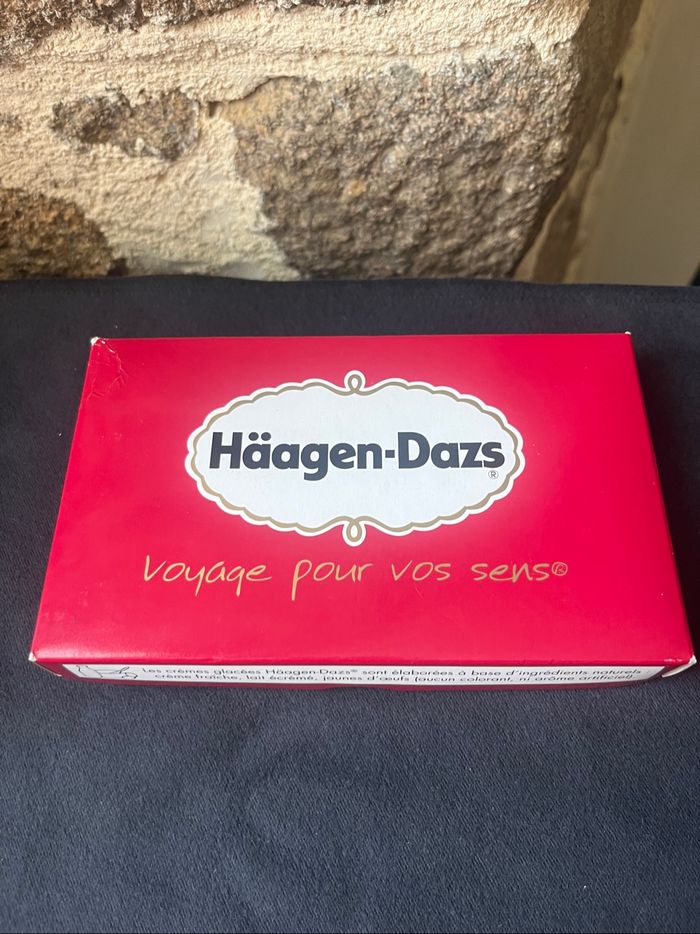 Häagen-Dazs®
Voyage pour vos sens®
Les crèmes glacées Häagen-Dazs® sont élaborées à base d'ingrédients naturels
crème fraîche, lait écrémé, jaunes d'œufs (aucun colorant, ni arôme artificiel).